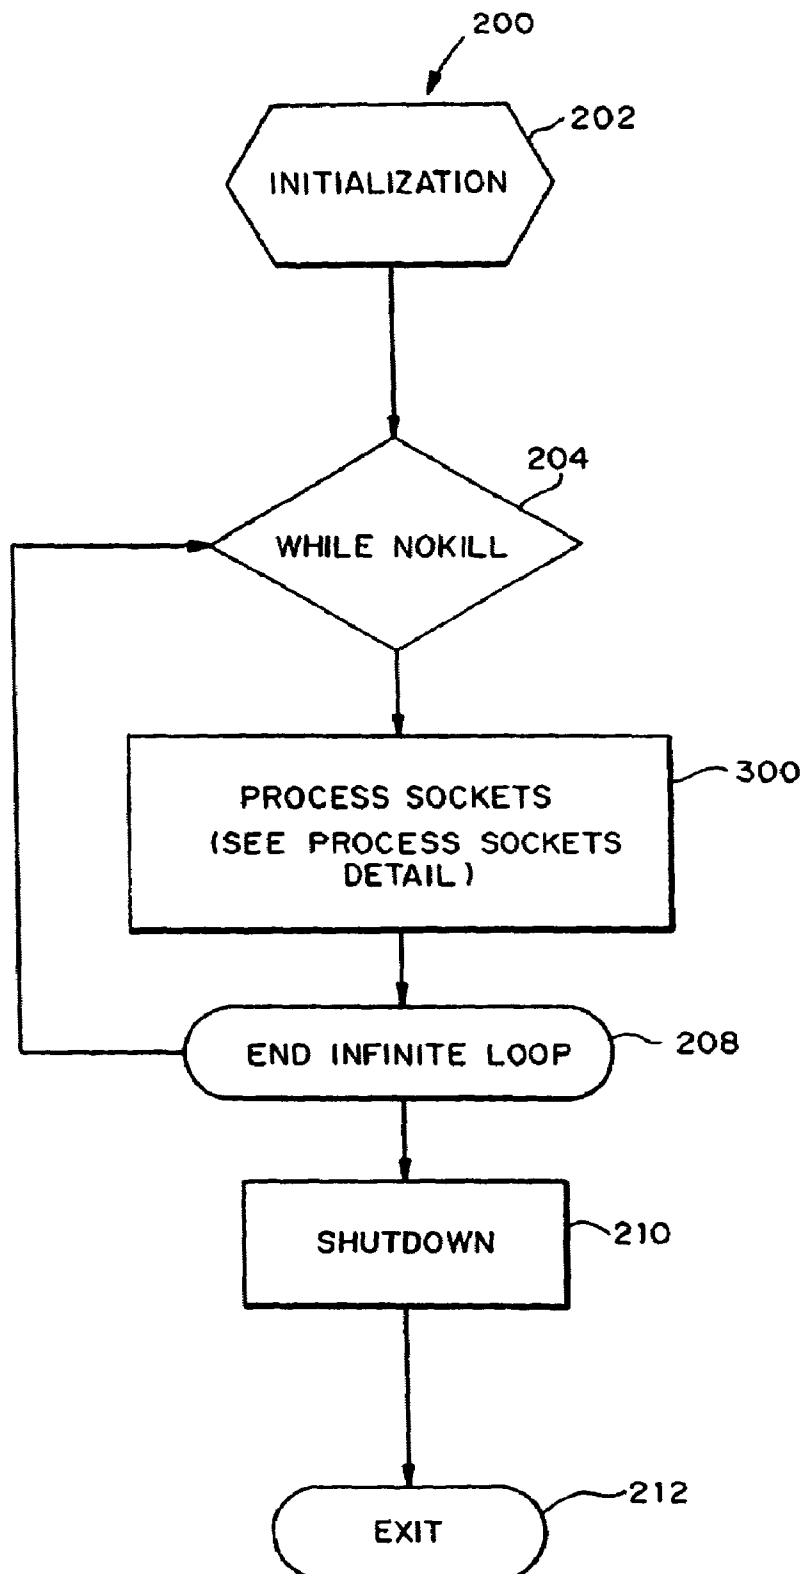 200
202
INITIALIZATION
204
WHILE NOKILL
300
PROCESS SOCKETS
(SEE PROCESS SOCKETS
DETAIL)
END INFINITE LOOP
208
SHUTDOWN
210
212
EXIT